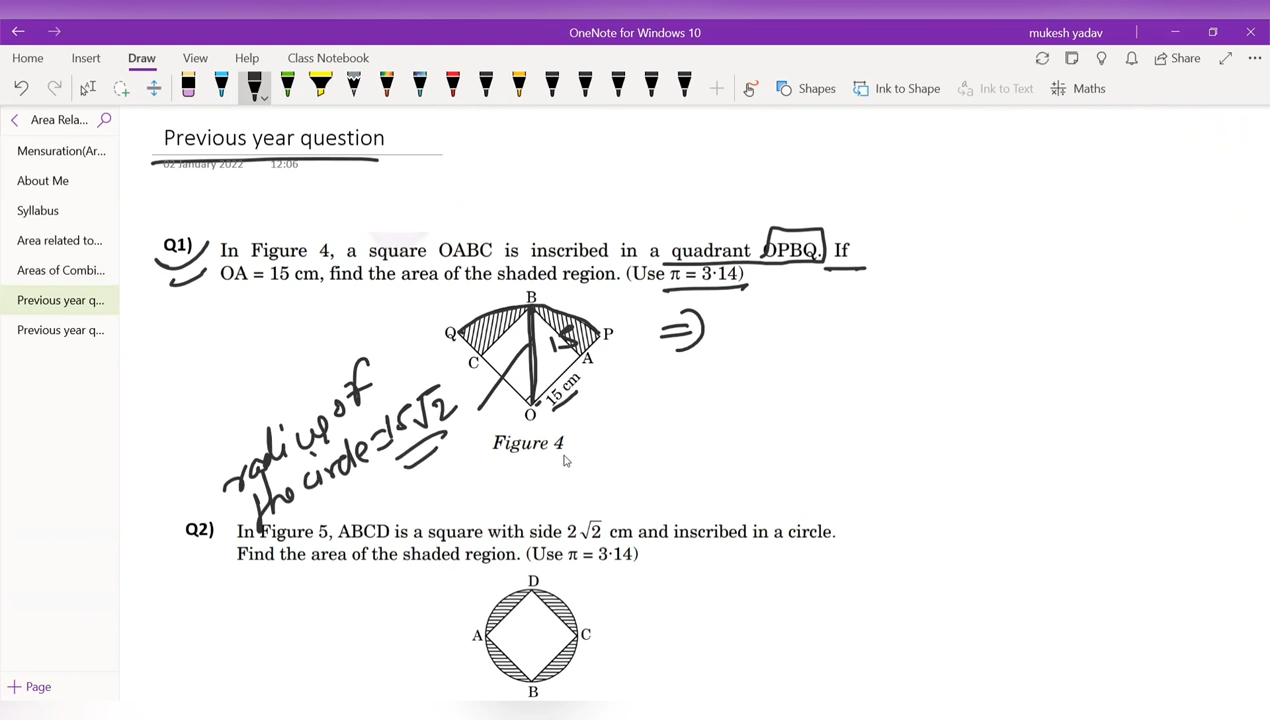 OneNote for Windows 10
mukesh yadav
Home Insert Draw View Help Class Notebook
Share
Shapes Ink to Shape Ink to Text Maths
Area Rela...
Mensuration(Ar...
About Me
Syllabus
Area related to...
Areas of Combi...
Previous year q...
Previous year q...
Page
Previous year question
02 January 2022 12:06
Q1) In Figure 4, a square OABC is inscribed in a quadrant OPBQ. If
OA = 15 cm, find the area of the shaded region. (Use π = 3·14)
⇒
B
Q
P
15
C
A
15 cm
O
Figure 4
radius of
the circle = 15√2
Q2) In Figure 5, ABCD is a square with side 2√2 cm and inscribed in a circle.
Find the area of the shaded region. (Use π = 3·14)
D
A
C
B